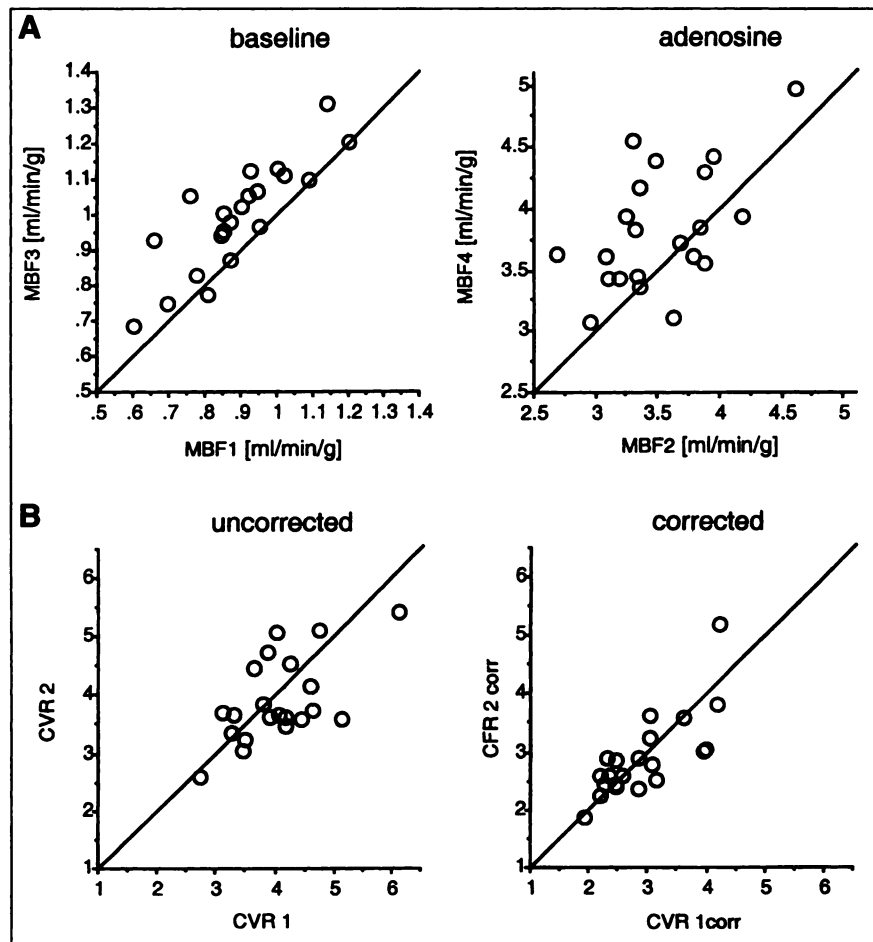 A
baseline
adenosine
1.4
1.3
1.2
1.1
1
.9
.8
.7
.6
.5
MBF3 [ml/min/g]
.5 .6 .7 .8 .9 1 1.1 1.2 1.3 1.4
MBF1 [ml/min/g]
5
4.5
4
3.5
3
2.5
MBF4 [ml/min/g]
2.5 3 3.5 4 4.5 5
MBF2 [ml/min/g]
B
uncorrected
corrected
6
5
4
3
2
1
CVR 2
1 2 3 4 5 6
CVR 1
6
5
4
3
2
1
CFR 2 corr
1 2 3 4 5 6
CVR 1corr